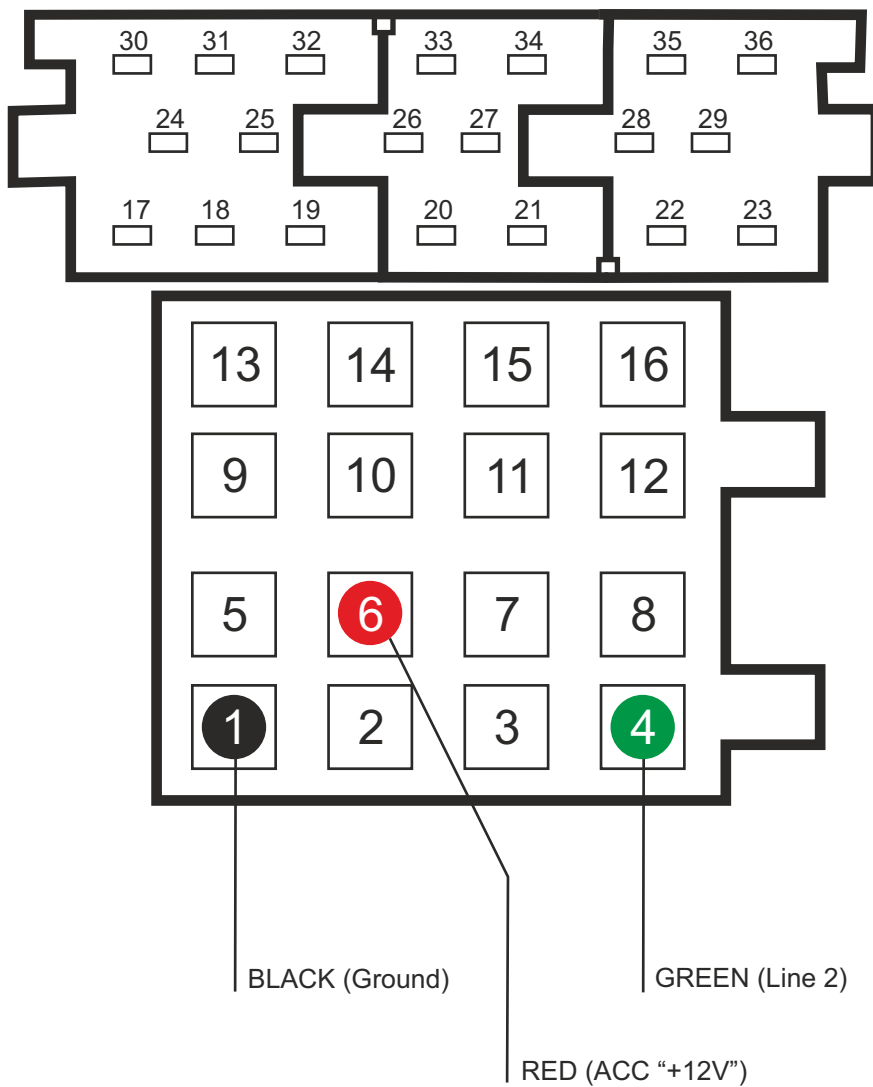 30 31 32 33 34 35 36
24 25 26 27 28 29
17 18 19 20 21 22 23
13 14 15 16
9 10 11 12
5 6 7 8
1 2 3 4
BLACK (Ground)
GREEN (Line 2)
RED (ACC “+12V”)